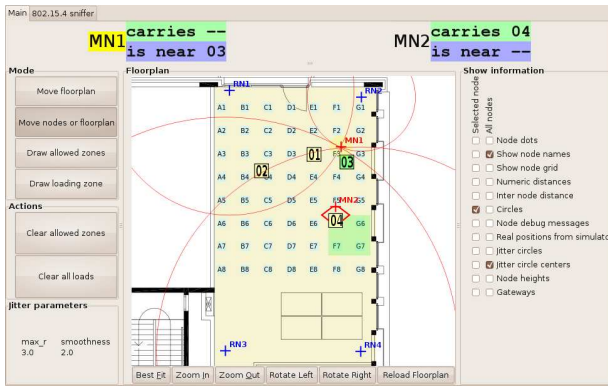 Main 802.15.4 sniffer
MN1 carries --
is near 03
MN2 carries 04
is near --
Mode
Move floorplan
Move nodes or floorplan
Draw allowed zones
Draw loading zone
Actions
Clear allowed zones
Clear all loads
Jitter parameters
max_r smoothness
3.0 2.0
Floorplan
RN1
RN2
A1 B1 C1 D1 E1 F1 G1
A2 B2 C2 D2 E2 F2 G2
MN1
A3 B3 C3 D3 01 F3 G3
03
02
A4 B4 C4 D4 E4 F4 G4
A5 B5 C5 D5 E5 F5 MN2 G5
A6 B6 C6 D6 E6 04 G6
A7 B7 C7 D7 E7 F7 G7
A8 B8 C8 D8 E8 F8 G8
RN3
RN4
Best Fit Zoom In Zoom Out Rotate Left Rotate Right Reload Floorplan
Show information
Selected node
All nodes
Node dots
Show node names
Show node grid
Numeric distances
Inter node distance
Circles
Node debug messages
Real positions from simulato
Jitter circles
Jitter circle centers
Node heights
Gateways